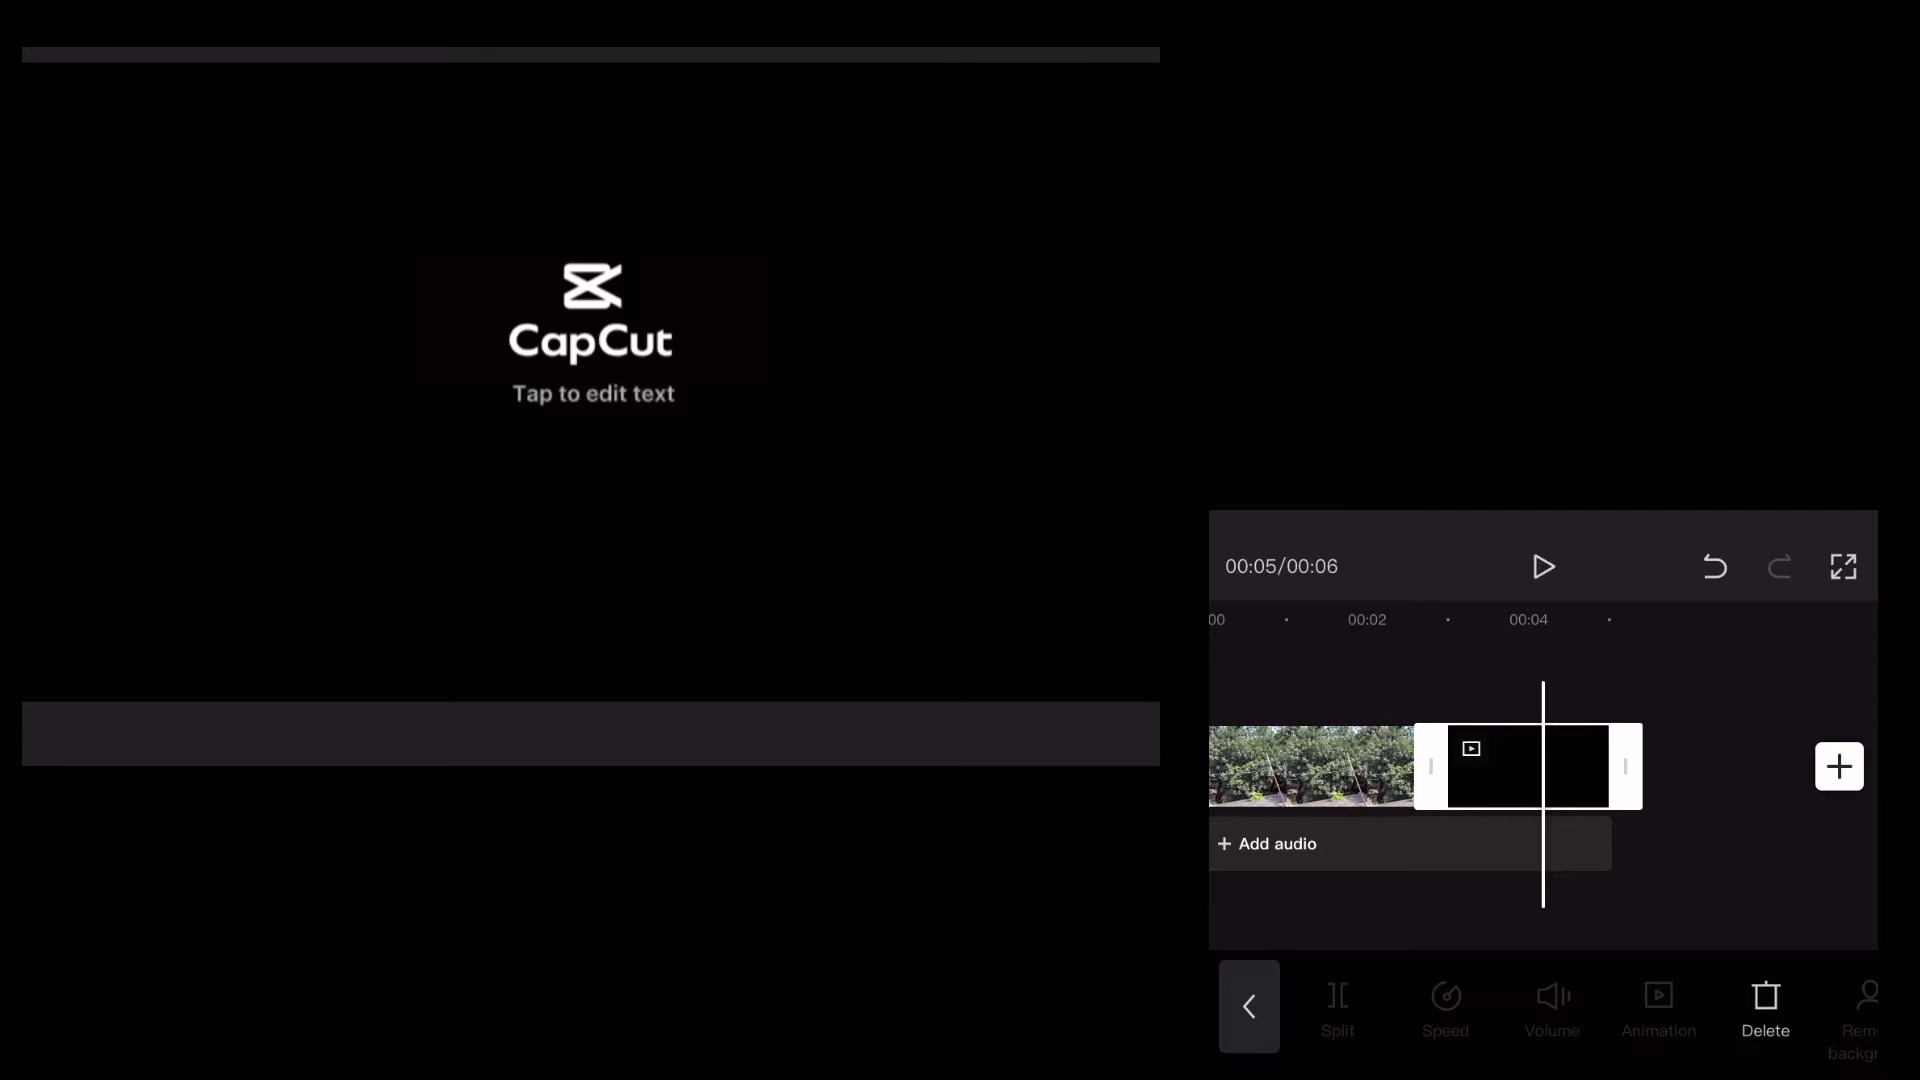 CapCut
Tap to edit text
00:05/00:06
00 00:02 00:04
+ Add audio
Split Speed Volume Animation Delete Rem
backgr